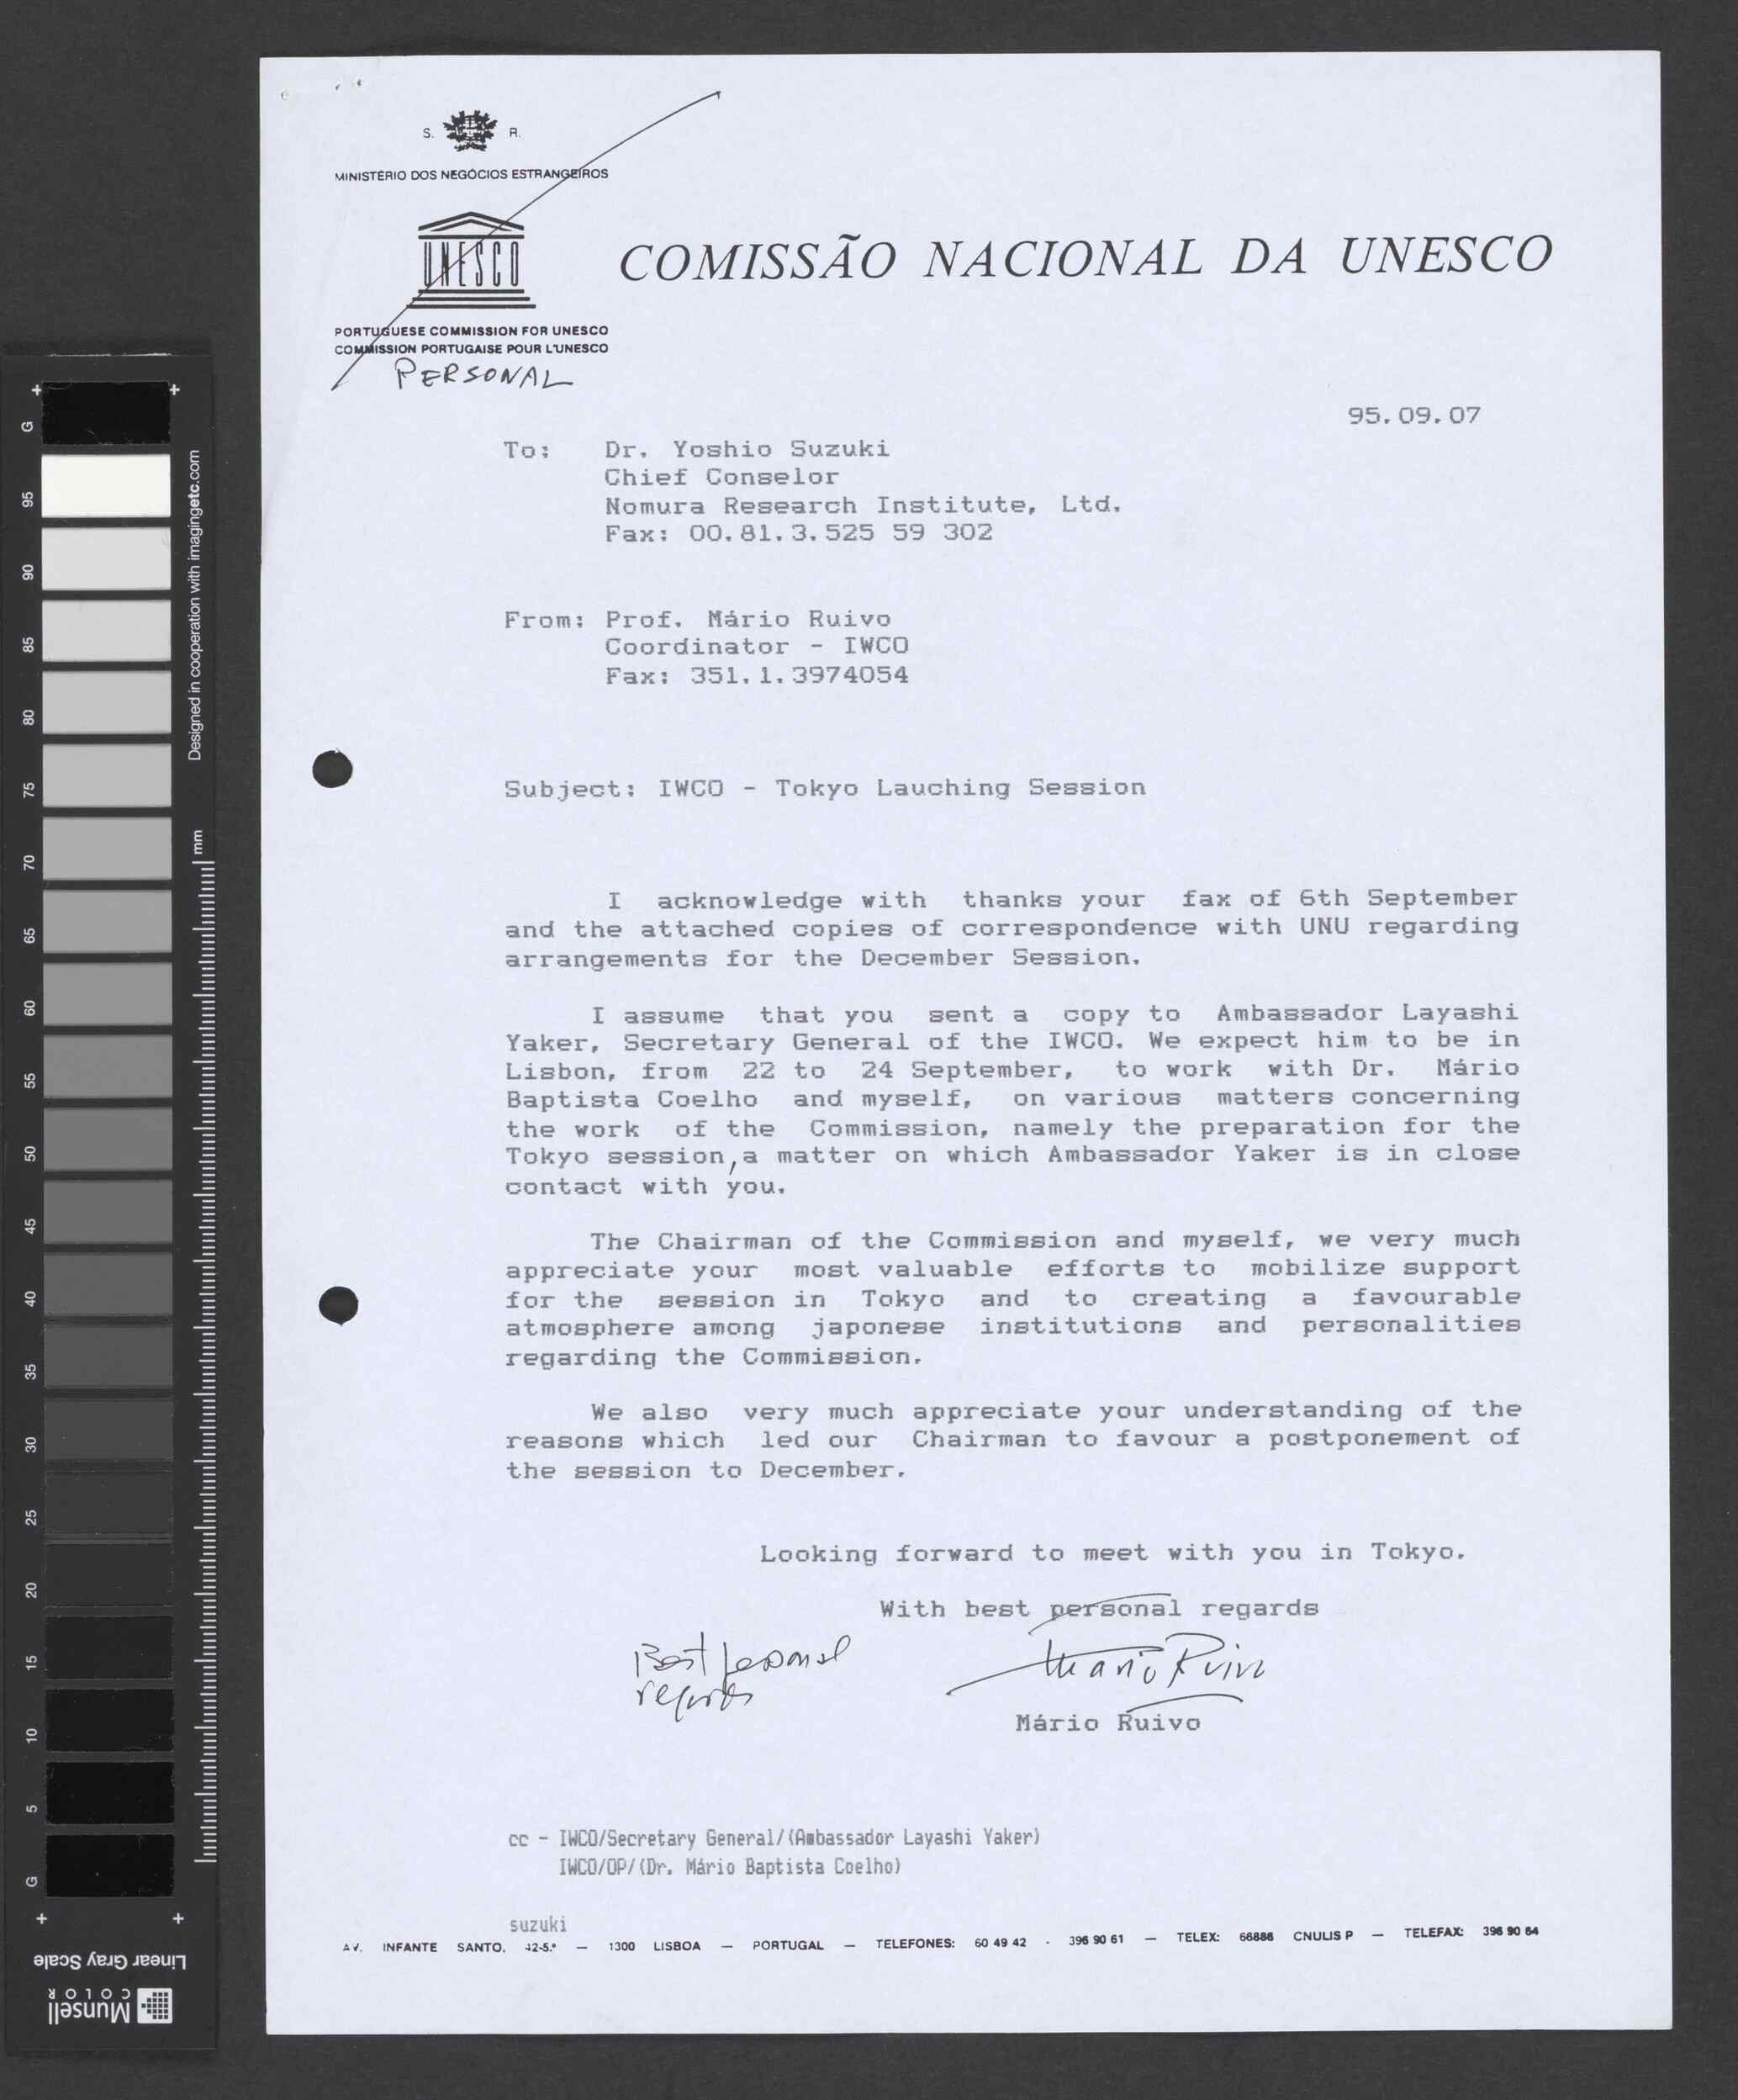 S. R.
MINISTÉRIO DOS NEGÓCIOS ESTRANGEIROS
UNESCO
COMISSÃO NACIONAL DA UNESCO
PORTUGUESE COMMISSION FOR UNESCO
COMMISSION PORTUGAISE POUR L'UNESCO
PERSONAL
95.09.07
To: Dr. Yoshio Suzuki
Chief Conselor
Nomura Research Institute, Ltd.
Fax: 00.81.3.525 59 302
From: Prof. Mário Ruivo
Coordinator - IWCO
Fax: 351.1.3974054
Subject: IWCO - Tokyo Lauching Session
I acknowledge with thanks your fax of 6th September
and the attached copies of correspondence with UNU regarding
arrangements for the December Session.
I assume that you sent a copy to Ambassador Layashi
Yaker, Secretary General of the IWCO. We expect him to be in
Lisbon, from 22 to 24 September, to work with Dr. Mário
Baptista Coelho and myself, on various matters concerning
the work of the Commission, namely the preparation for the
Tokyo session, a matter on which Ambassador Yaker is in close
contact with you.
The Chairman of the Commission and myself, we very much
appreciate your most valuable efforts to mobilize support
for the session in Tokyo and to creating a favourable
atmosphere among japonese institutions and personalities
regarding the Commission.
We also very much appreciate your understanding of the
reasons which led our Chairman to favour a postponement of
the session to December.
Looking forward to meet with you in Tokyo.
With best personal regards
Best personal
regards
Mario Ruivo
Mário Ruivo
cc - IWCO/Secretary General/(Ambassador Layashi Yaker)
IWCO/OP/(Dr. Mário Baptista Coelho)
suzuki
AV. INFANTE SANTO, 42-5.º — 1300 LISBOA — PORTUGAL — TELEFONES: 60 49 42 - 396 90 61 — TELEX: 66886 CNULIS P — TELEFAX: 396 90 64
G 95 90 85 80 75 70 65 60 55 50 45 40 35 30 25 20 15 10 5 G
Designed in cooperation with imagingetc.com
mm
Linear Gray Scale
Munsell
COLOR